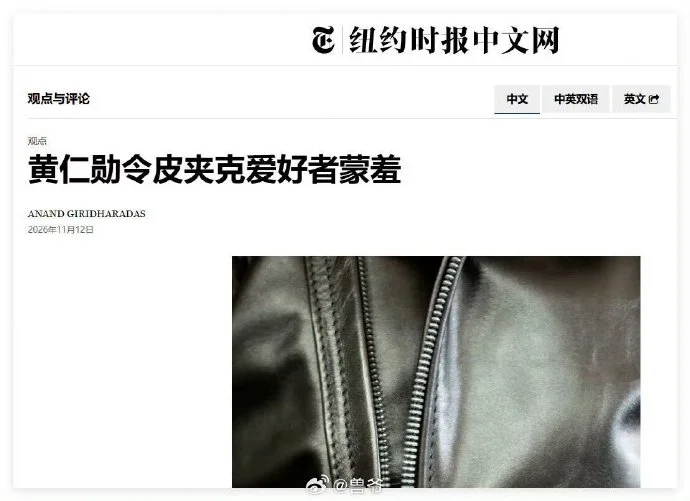 纽约时报中文网
观点与评论
中文 中英双语 英文
观点
黄仁勋令皮夹克爱好者蒙羞
ANAND GIRIDHARADAS
2026年11月12日
@兽爷